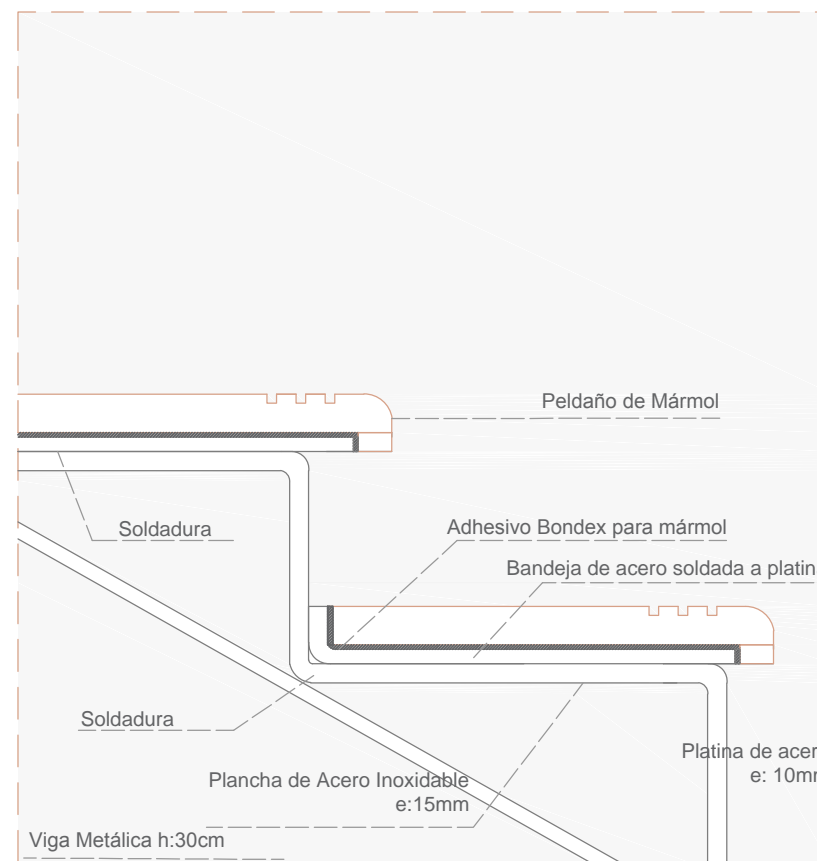 Peldaño de Mármol
Soldadura
Adhesivo Bondex para mármol
Bandeja de acero soldada a platin
Soldadura
Platina de acer
e: 10m
Plancha de Acero Inoxidable
e:15mm
Viga Metálica h:30cm